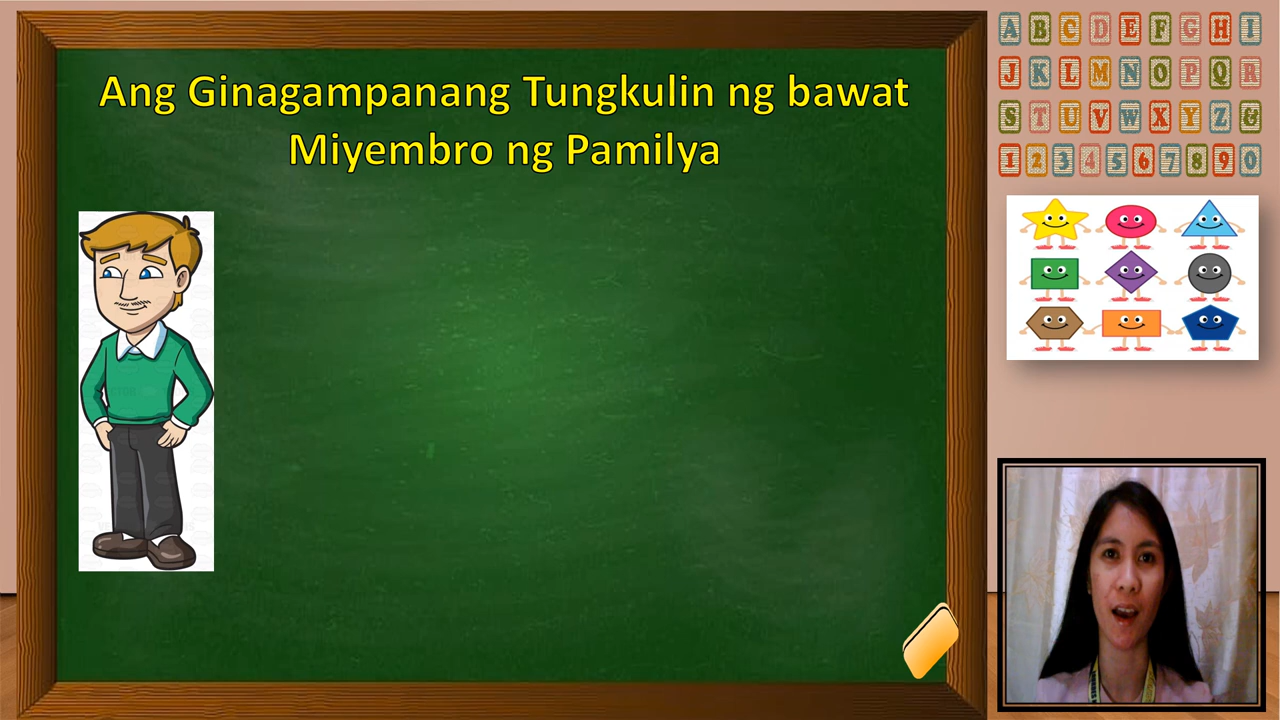 Ang Ginagampanang Tungkulin ng bawat
Miyembro ng Pamilya
A B C D E F G H I
J K L M N O P Q R
S T U V W X Y Z &
1 2 3 4 5 6 7 8 9 0